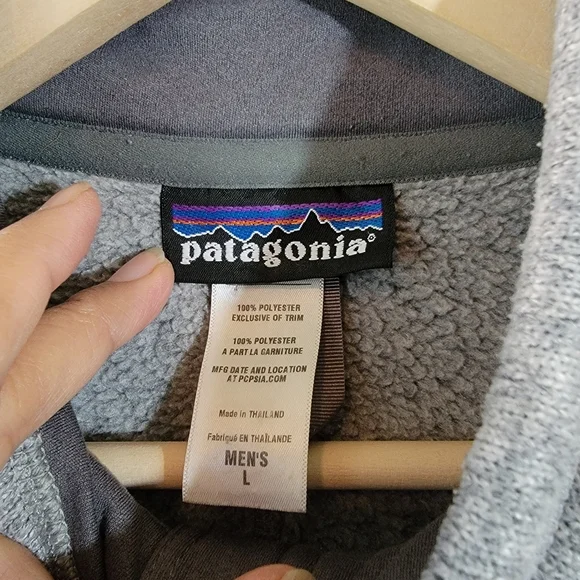 patagonia®
100% POLYESTER
EXCLUSIVE OF TRIM
100% POLYESTER
A PART LA GARNITURE
MFG DATE AND LOCATION
AT PCPSIA.COM
Made in THAILAND
Fabriqué EN THAÏLANDE
MEN'S
L